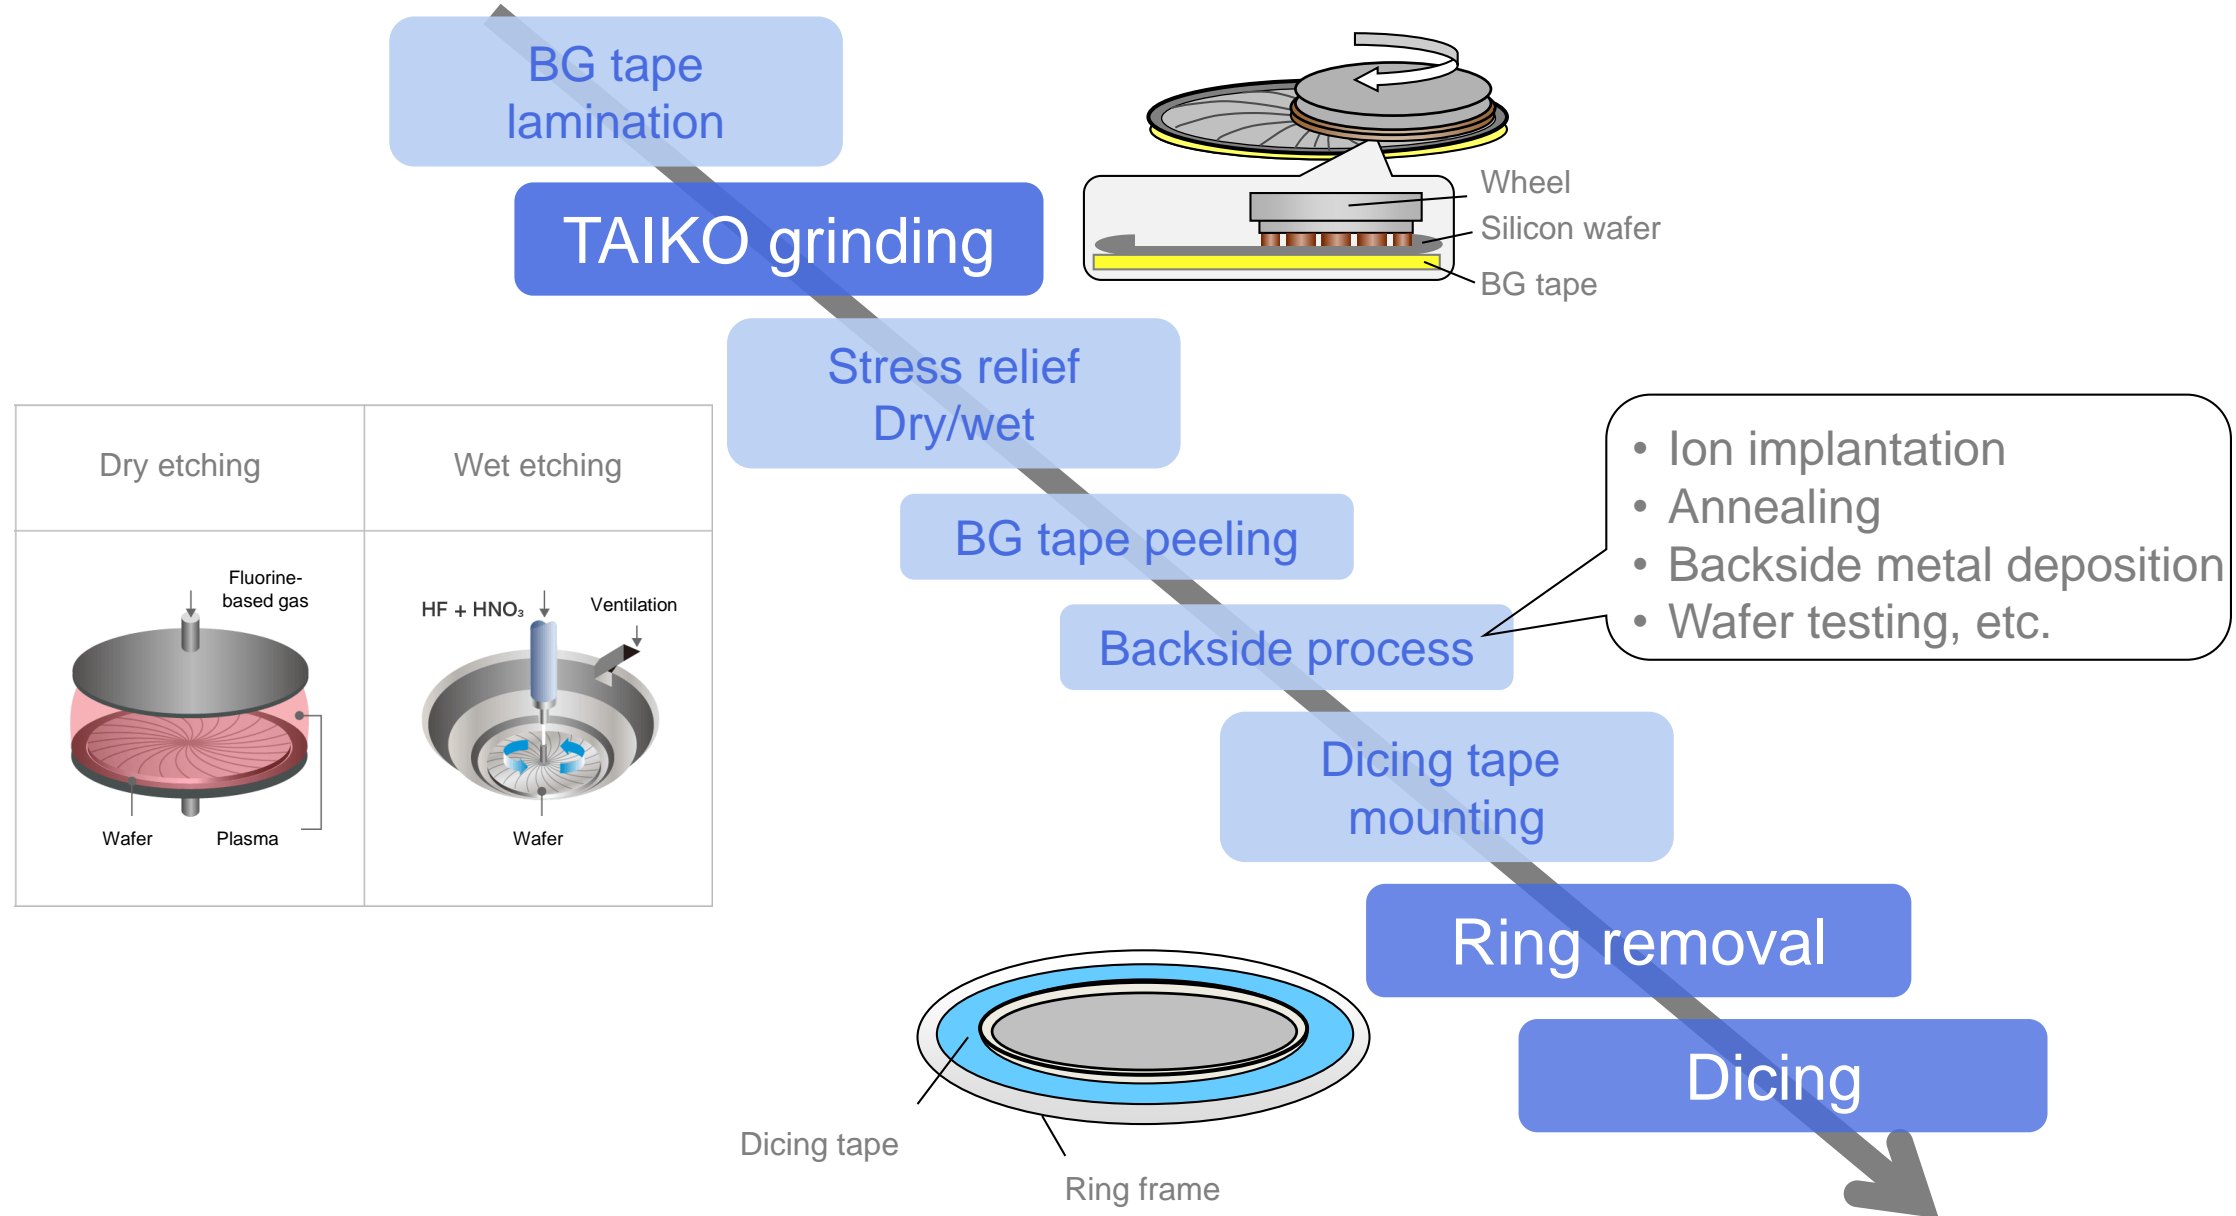 BG tape
lamination
TAIKO grinding
Wheel
Silicon wafer
BG tape
Stress relief
Dry/wet
Dry etching
Wet etching
Fluorine-
based gas
Wafer
Plasma
HF + HNO₃
Ventilation
Wafer
BG tape peeling
Backside process
• Ion implantation
• Annealing
• Backside metal deposition
• Wafer testing, etc.
Dicing tape
mounting
Ring removal
Dicing
Dicing tape
Ring frame